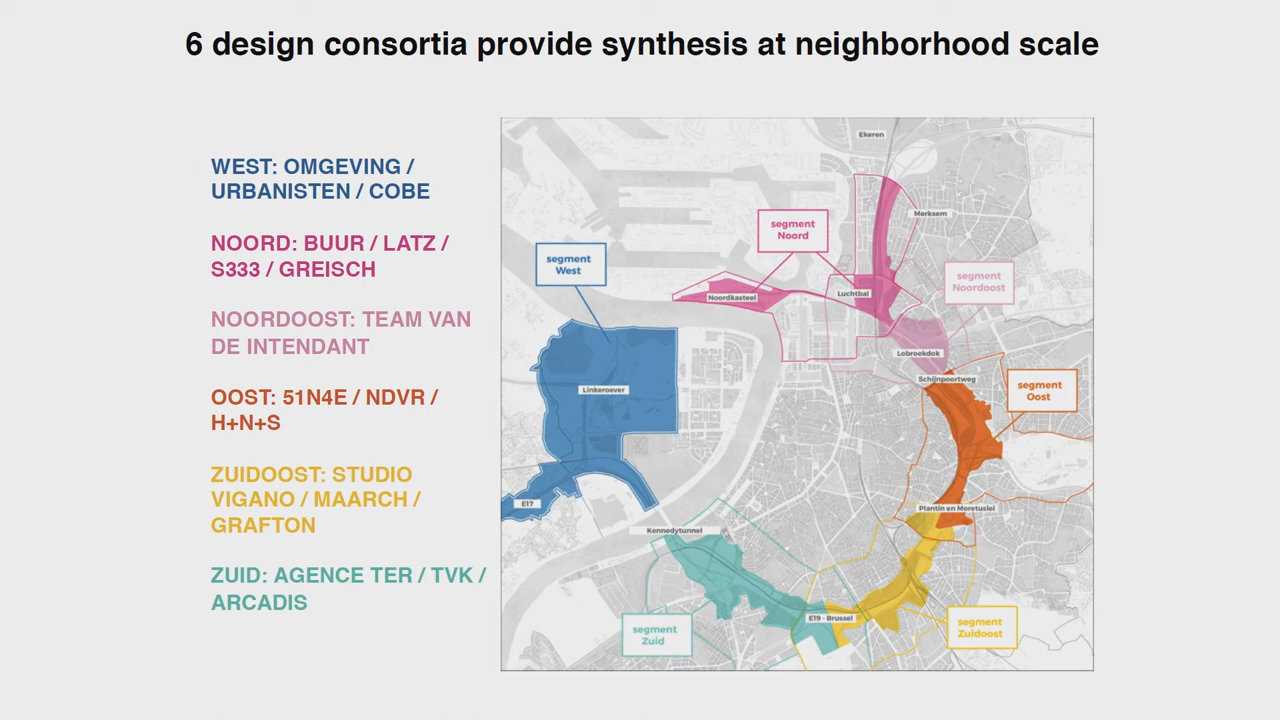 6 design consortia provide synthesis at neighborhood scale
WEST: OMGEVING /
URBANISTEN / COBE
NOORD: BUUR / LATZ /
S333 / GREISCH
NOORDOOST: TEAM VAN
DE INTENDANT
OOST: 51N4E / NDVR /
H+N+S
ZUIDOOST: STUDIO
VIGANO / MAARCH /
GRAFTON
ZUID: AGENCE TER / TVK /
ARCADIS
Ekeren
Merksem
segment
Noord
segment
West
segment
Noordoost
Noordkasteel
Luchtbal
Lobroekdok
Schijnpoortweg
segment
Oost
Linkeroever
E17
Plantin en Moretuslei
Kennedytunnel
E19 - Brussel
segment
Zuid
segment
Zuidoost